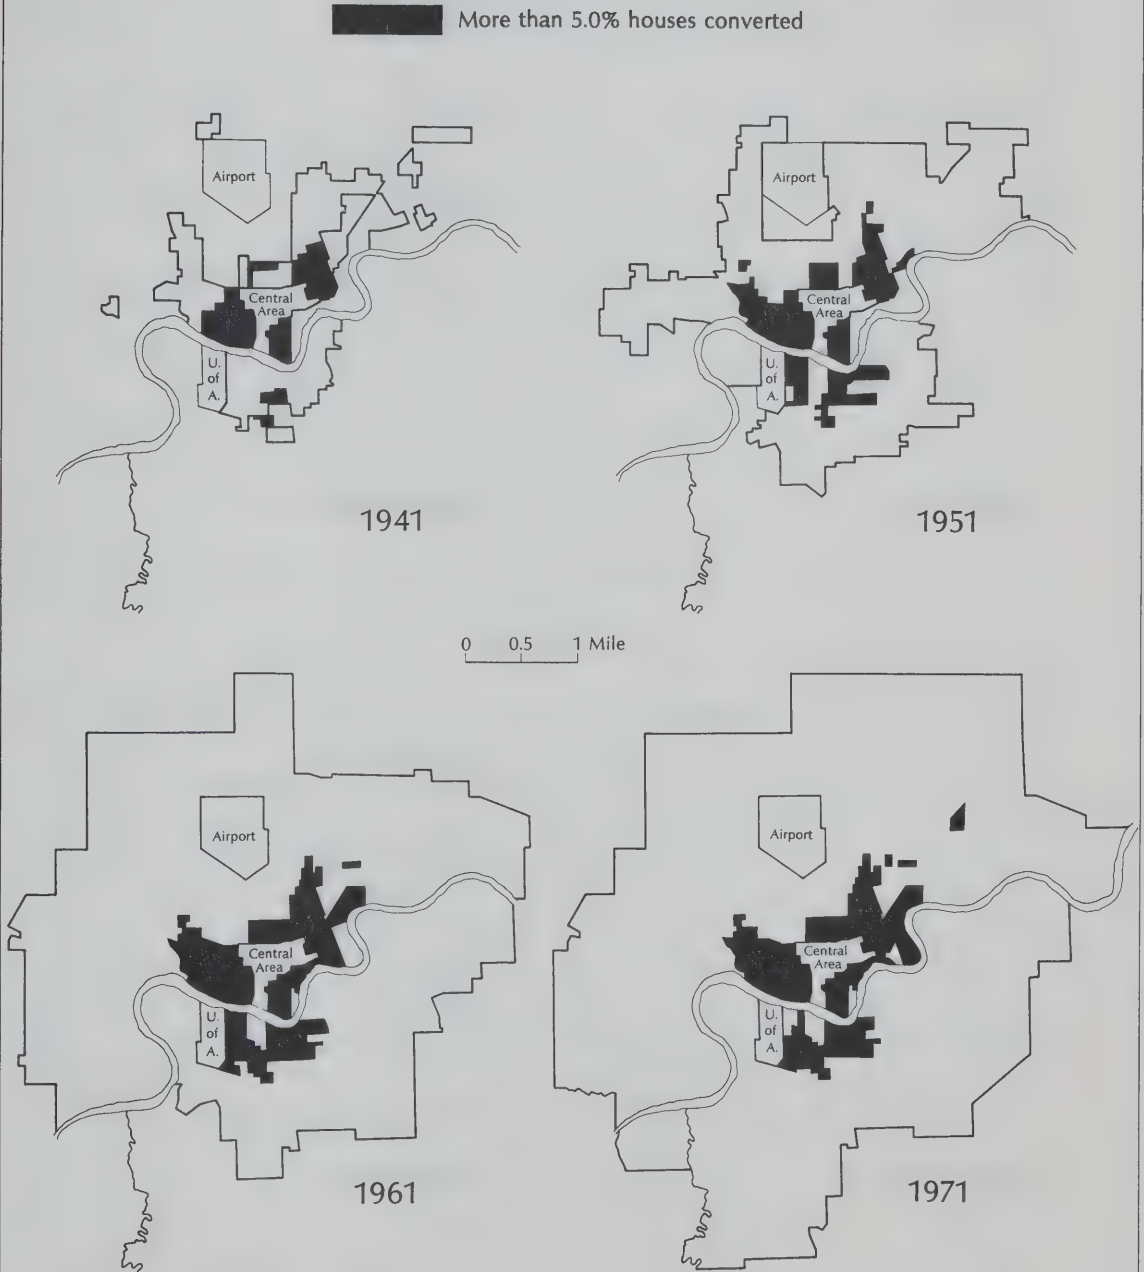 More than 5.0% houses converted
Airport
Central
Area
U.
of
A.
1941
Airport
Central
Area
U.
of
A.
1951
0 0.5 1 Mile
Airport
Central
Area
U.
of
A.
1961
Airport
Central
Area
U.
of
A.
1971